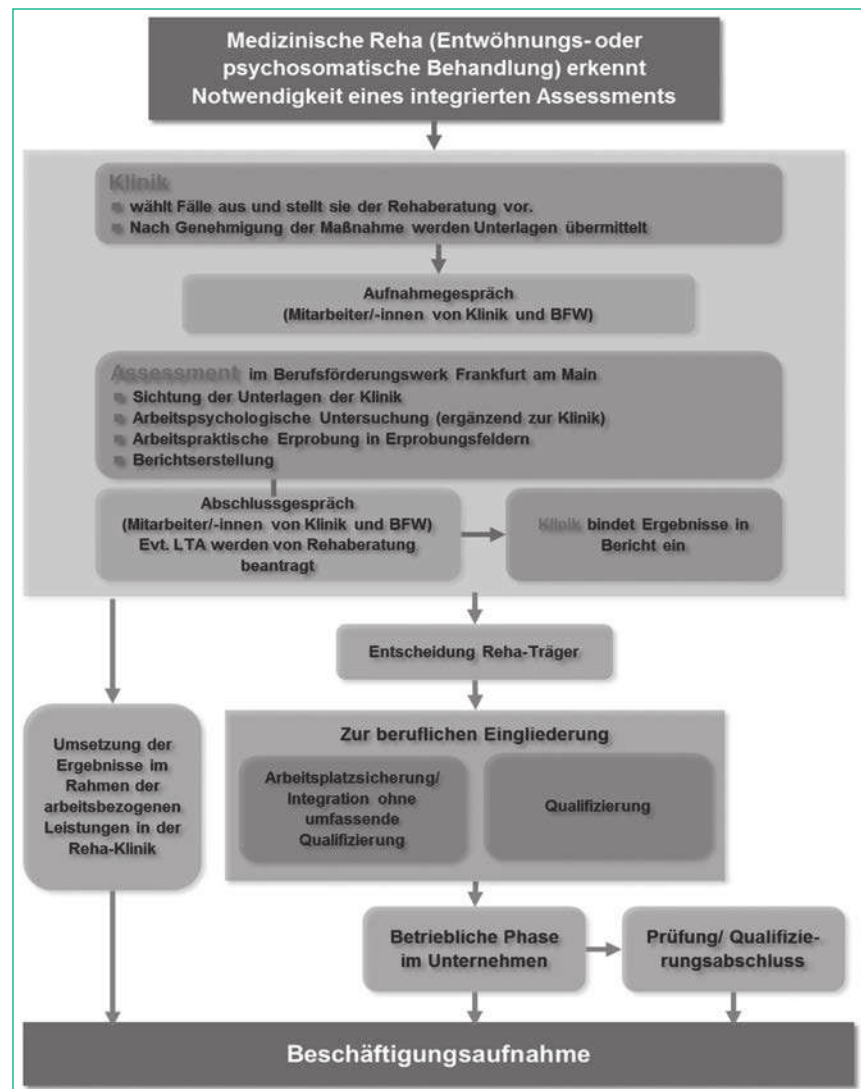 Medizinische Reha (Entwöhnungs- oder
psychosomatische Behandlung) erkennt
Notwendigkeit eines integrierten Assessments
Klinik
wählt Fälle aus und stellt sie der Rehaberatung vor.
Nach Genehmigung der Maßnahme werden Unterlagen übermittelt
Aufnahmegespräch
(Mitarbeiter/-innen von Klinik und BFW)
Assessment im Berufsförderungswerk Frankfurt am Main
Sichtung der Unterlagen der Klinik
Arbeitspsychologische Untersuchung (ergänzend zur Klinik)
Arbeitspraktische Erprobung in Erprobungsfeldern
Berichtserstellung
Abschlussgespräch
(Mitarbeiter/-innen von Klinik und BFW)
Evt. LTA werden von Rehaberatung
beantragt
Klinik bindet Ergebnisse in
Bericht ein
Entscheidung Reha-Träger
Umsetzung der
Ergebnisse im
Rahmen der
arbeitsbezogenen
Leistungen in der
Reha-Klinik
Zur beruflichen Eingliederung
Arbeitsplatzsicherung/
Integration ohne
umfassende
Qualifizierung
Qualifizierung
Betriebliche Phase
im Unternehmen
Prüfung/ Qualifizie-
rungsabschluss
Beschäftigungsaufnahme